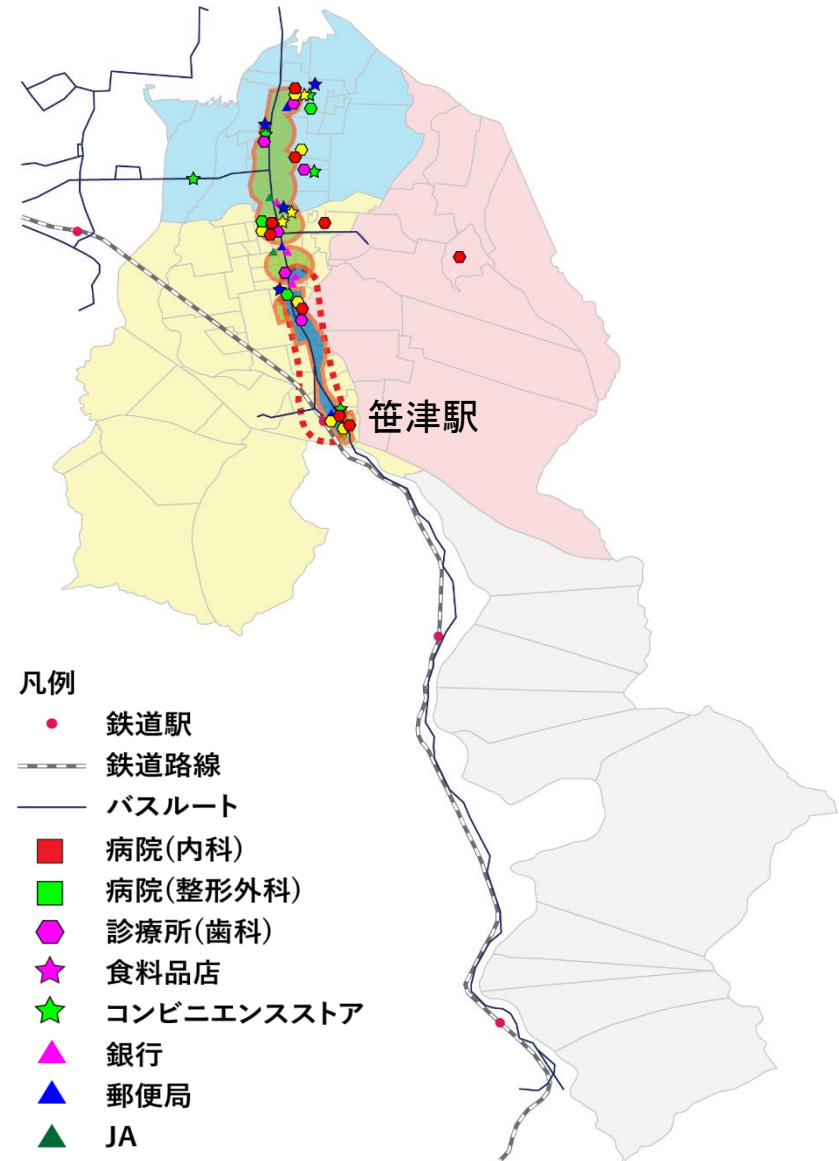 笹津駅
凡例
鉄道駅
鉄道路線
バスルート
病院(内科)
病院(整形外科)
診療所(歯科)
食料品店
コンビニエンスストア
銀行
郵便局
JA